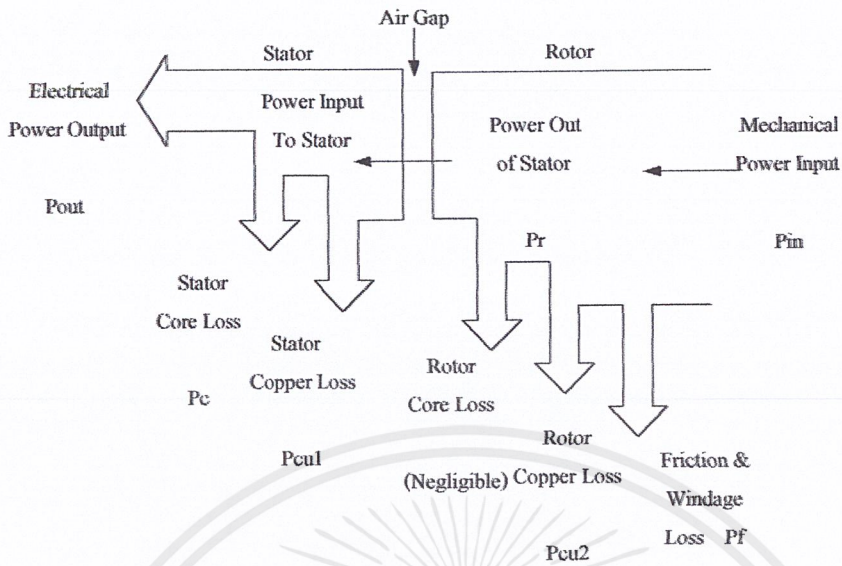 Air Gap
Stator
Rotor
Electrical
Power Output
Pout
Power Input
To Stator
Power Out
of Stator
Mechanical
Power Input
Pin
Pr
Stator
Core Loss
Pc
Stator
Copper Loss
Pcu1
Rotor
Core Loss
(Negligible)
Rotor
Copper Loss
Pcu2
Friction &
Windage
Loss Pf